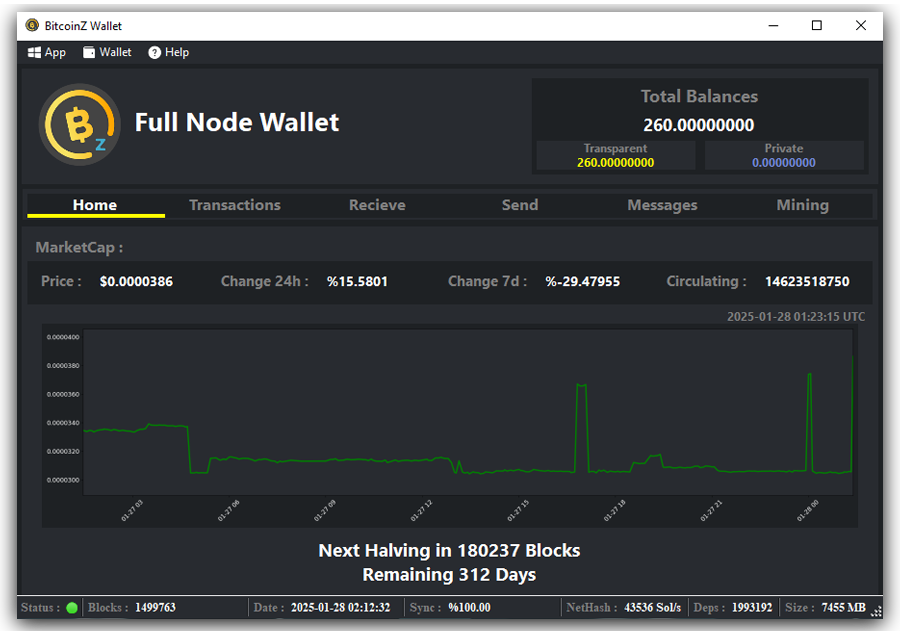 BitcoinZ Wallet
App Wallet ? Help
Full Node Wallet
Total Balances
260.00000000
Transparent Private
260.00000000 0.00000000
Home Transactions Recieve Send Messages Mining
MarketCap :
Price : $0.0000386 Change 24h : %15.5801 Change 7d : %-29.47955 Circulating : 14623518750
2025-01-28 01:23:15 UTC
0.0000400
0.0000380
0.0000360
0.0000340
0.0000320
0.0000300
01-27 03 01-27 06 01-27 09 01-27 12 01-27 15 01-27 18 01-27 21 01-28 00
Next Halving in 180237 Blocks
Remaining 312 Days
Status : Blocks : 1499763 Date : 2025-01-28 02:12:32 Sync : %100.00 NetHash : 43536 Sol/s Deps : 1993192 Size : 7455 MB